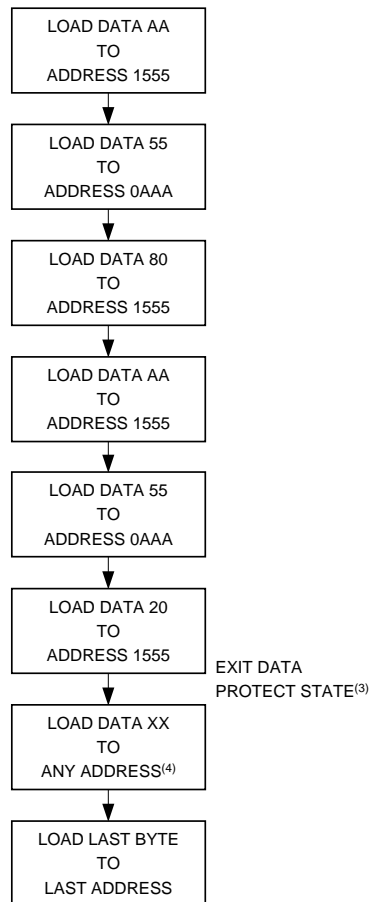 LOAD DATA AA
TO
ADDRESS 1555
LOAD DATA 55
TO
ADDRESS 0AAA
LOAD DATA 80
TO
ADDRESS 1555
LOAD DATA AA
TO
ADDRESS 1555
LOAD DATA 55
TO
ADDRESS 0AAA
LOAD DATA 20
TO
ADDRESS 1555
EXIT DATA
PROTECT STATE(3)
LOAD DATA XX
TO
ANY ADDRESS(4)
LOAD LAST BYTE
TO
LAST ADDRESS